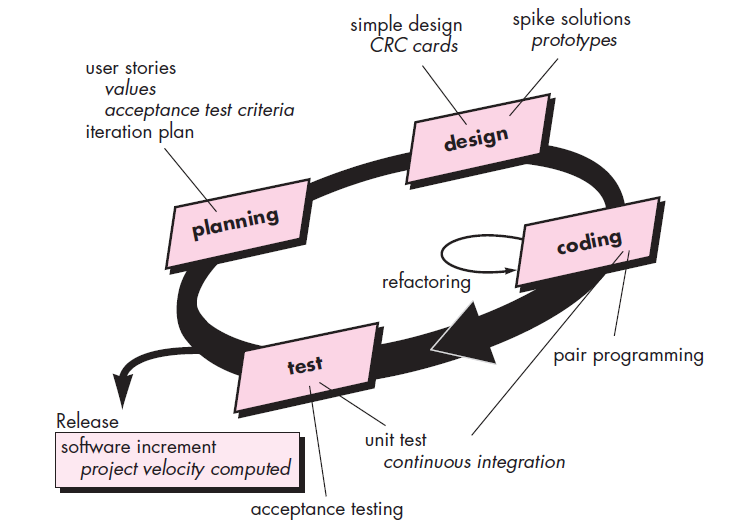 simple design
CRC cards
spike solutions
prototypes
user stories
values
acceptance test criteria
iteration plan
design
planning
coding
refactoring
test
pair programming
Release
software increment
project velocity computed
unit test
continuous integration
acceptance testing